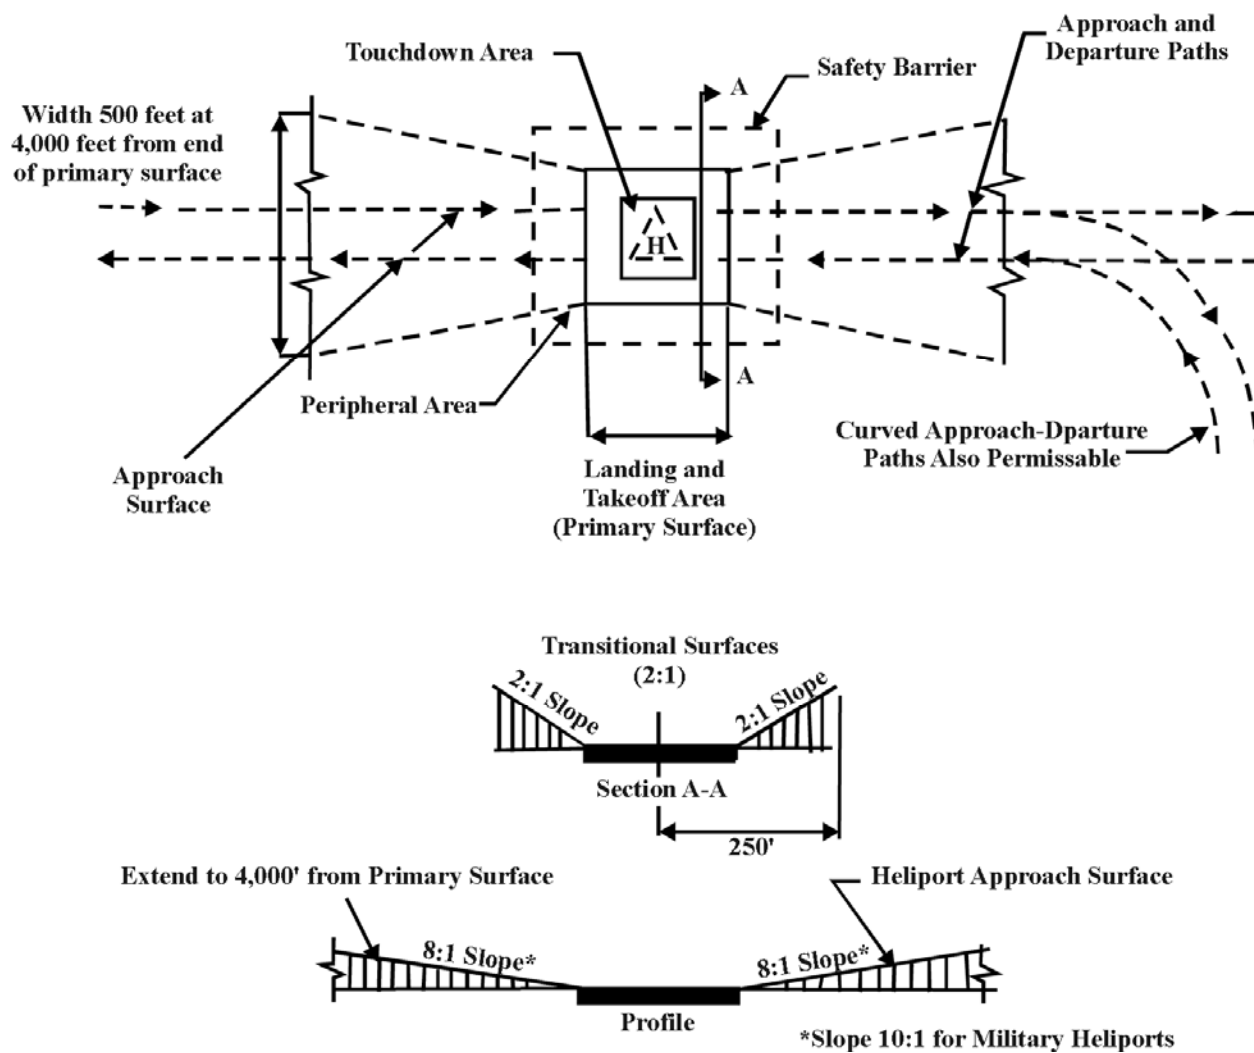 Touchdown Area
Approach and
Departure Paths
Safety Barrier
A
Width 500 feet at
4,000 feet from end
of primary surface
H
A
Peripheral Area
Curved Approach-Dparture
Paths Also Permissable
Approach
Surface
Landing and
Takeoff Area
(Primary Surface)
Transitional Surfaces
(2:1)
2:1 Slope
2:1 Slope
Section A-A
250'
Extend to 4,000' from Primary Surface
Heliport Approach Surface
8:1 Slope*
8:1 Slope*
Profile
*Slope 10:1 for Military Heliports